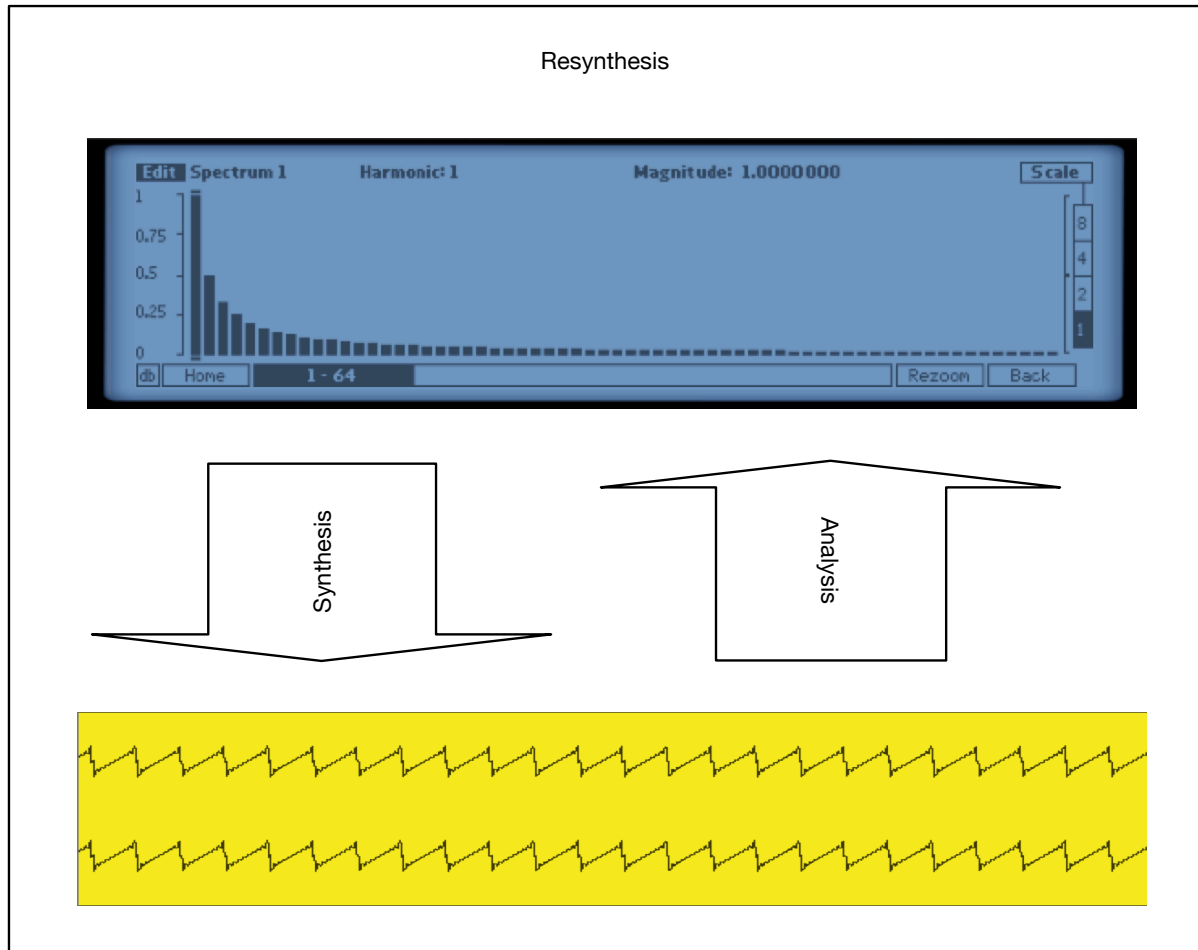 Resynthesis
Edit Spectrum 1 Harmonic: 1 Magnitude: 1.0000000 Scale
1
0.75
0.5
0.25
0
8
4
2
1
db Home 1 - 64 Rezoom Back
Synthesis
Analysis